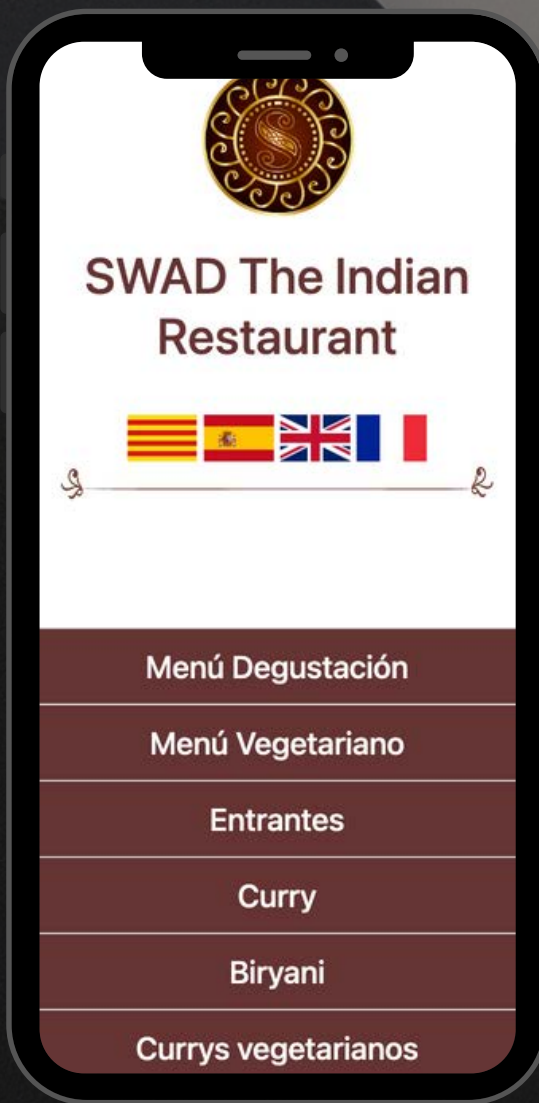 SWAD The Indian
Restaurant
Menú Degustación
Menú Vegetariano
Entrantes
Curry
Biryani
Currys vegetarianos